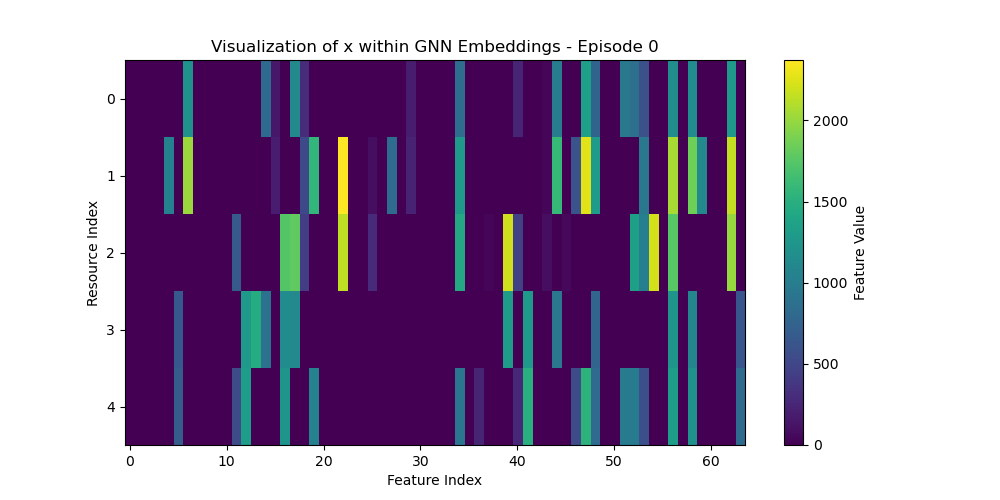 Visualization of x within GNN Embeddings - Episode 0
Resource Index
0
1
2
3
4
0 10 20 30 40 50 60
Feature Index
2000
1500
1000
500
0
Feature Value